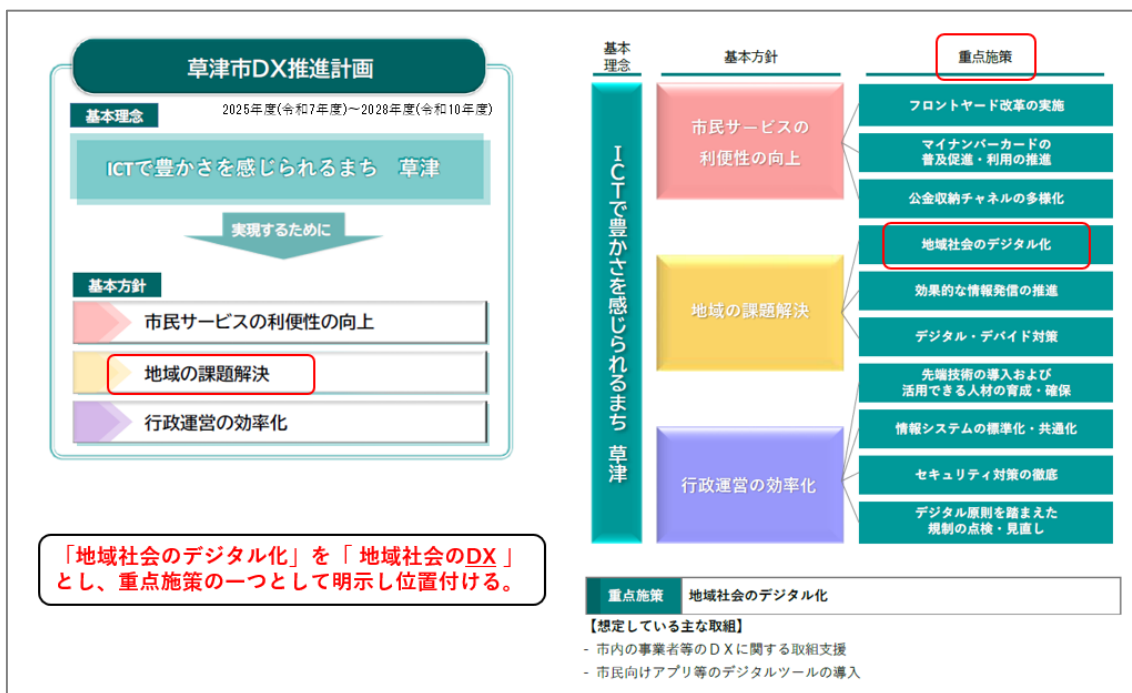 草津市DX推進計画
基本理念
2025年度(令和7年度)～2028年度(令和10年度)
ICTで豊かさを感じられるまち　草津
実現するために
基本方針
市民サービスの利便性の向上
地域の課題解決
行政運営の効率化
「地域社会のデジタル化」を「 地域社会のDX 」
とし、重点施策の一つとして明示し位置付ける。
基本
理念
基本方針
重点施策
ICTで豊かさを感じられるまち　草津
市民サービスの
利便性の向上
フロントヤード改革の実施
マイナンバーカードの
普及促進・利用の推進
公金収納チャネルの多様化
地域の課題解決
地域社会のデジタル化
効果的な情報発信の推進
デジタル・デバイド対策
行政運営の効率化
先端技術の導入および
活用できる人材の育成・確保
情報システムの標準化・共通化
セキュリティ対策の徹底
デジタル原則を踏まえた
規制の点検・見直し
重点施策　地域社会のデジタル化
【想定している主な取組】
- 市内の事業者等のＤＸに関する取組支援
- 市民向けアプリ等のデジタルツールの導入